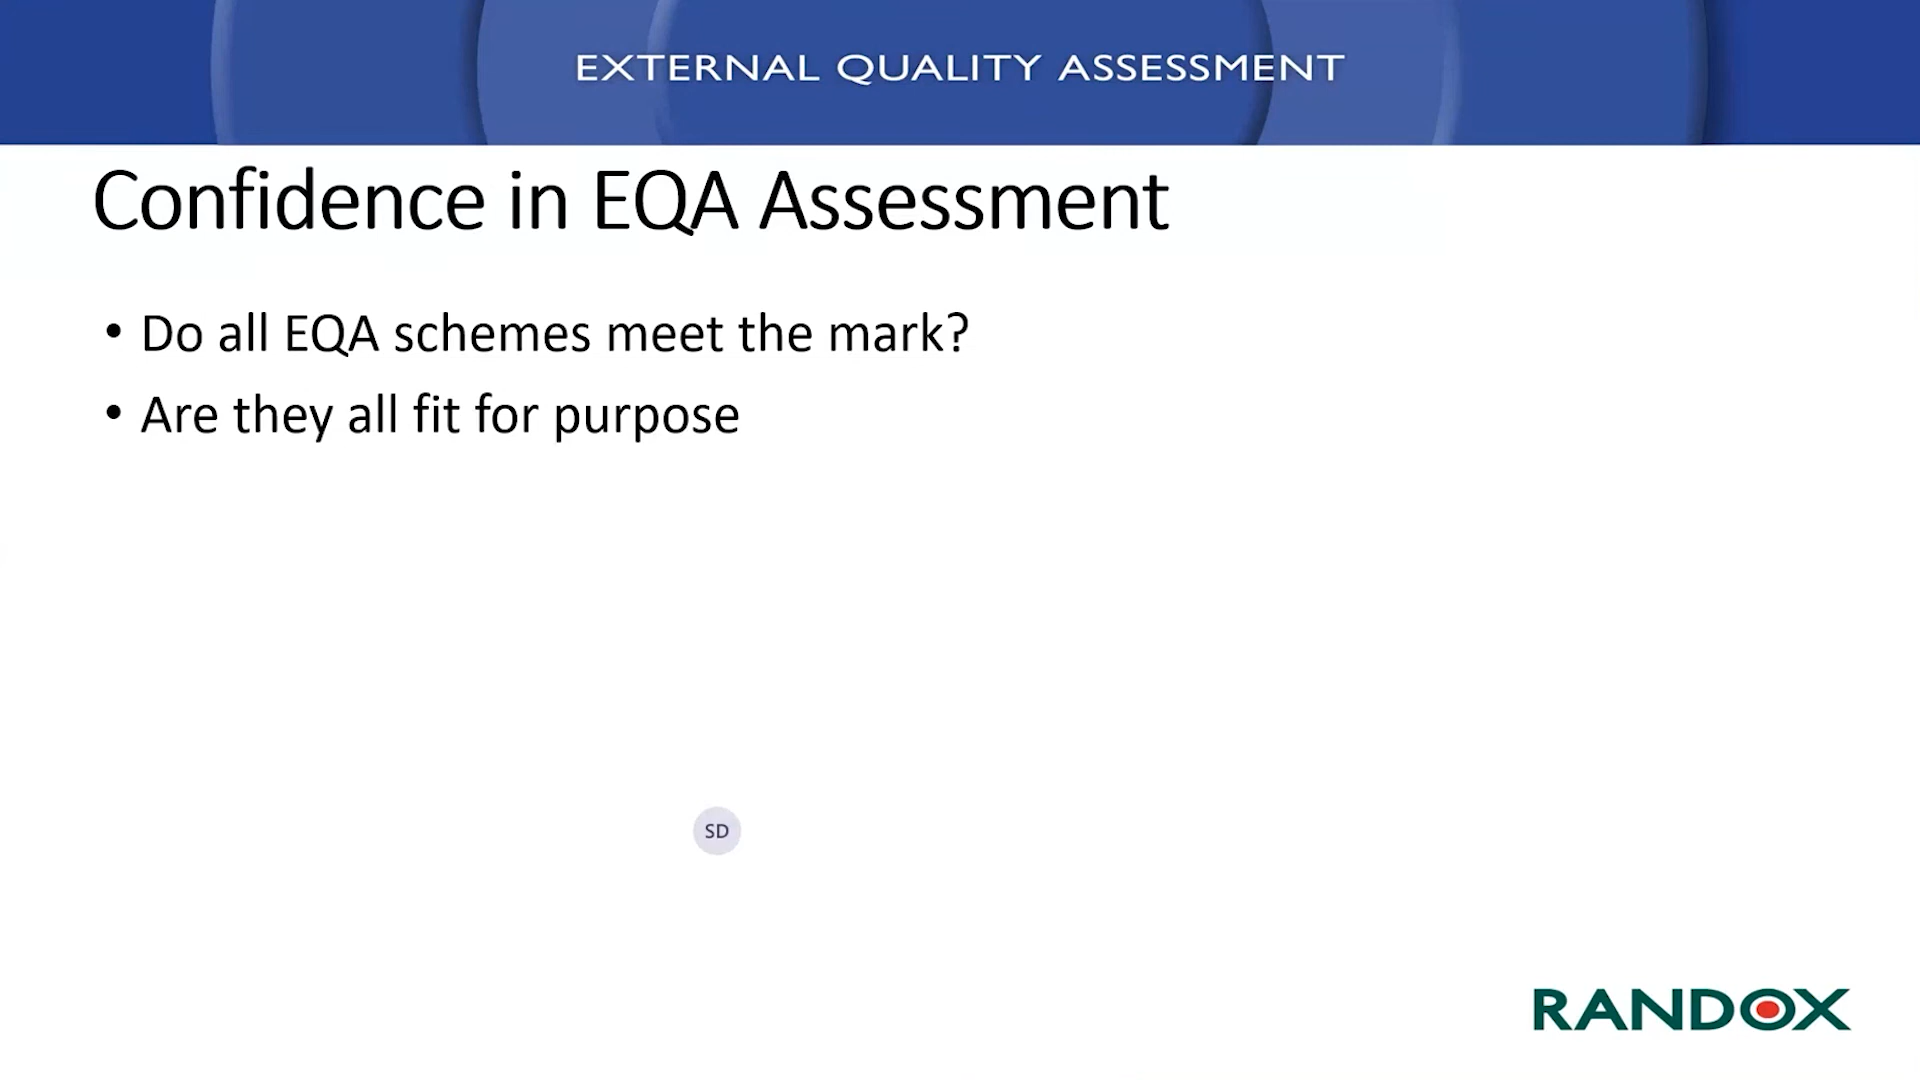 EXTERNAL QUALITY ASSESSMENT
Confidence in EQA Assessment
• Do all EQA schemes meet the mark?
• Are they all fit for purpose
SD
RANDOX